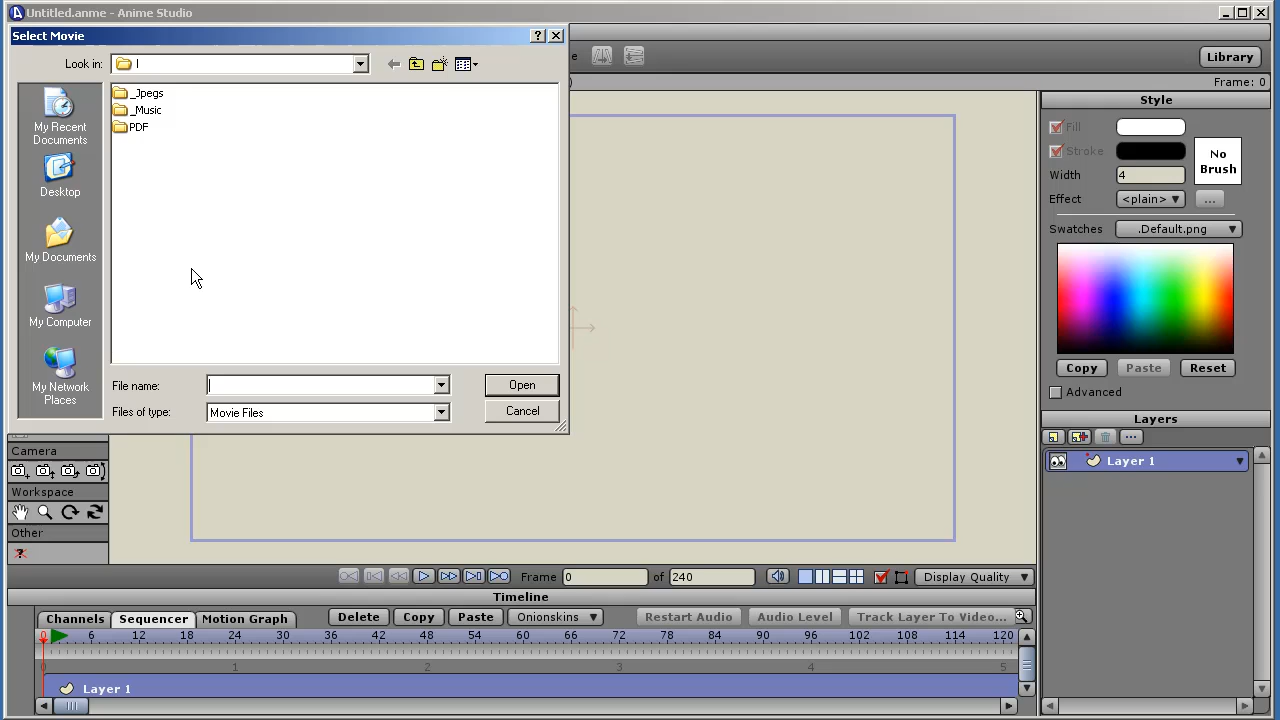 Untitled.anme - Anime Studio
Select Movie
Look in:
Library
Frame: 0
_Jpegs
_Music
PDF
My Recent
Documents
Desktop
My Documents
My Computer
My Network
Places
File name:
Open
Files of type:
Movie Files
Cancel
Style
Fill
Stroke
No
Brush
Width
4
Effect
<plain>
...
Swatches
.Default.png
Copy
Paste
Reset
Advanced
Layers
Layer 1
Camera
Workspace
Other
Frame
0
of
240
Display Quality
Timeline
Channels
Sequencer
Motion Graph
Delete
Copy
Paste
Onionskins
Restart Audio
Audio Level
Track Layer To Video...
0 6 12 18 24 30 36 42 48 54 60 66 72 78 84 90 96 102 108 114 120
0 1 2 3 4 5
Layer 1